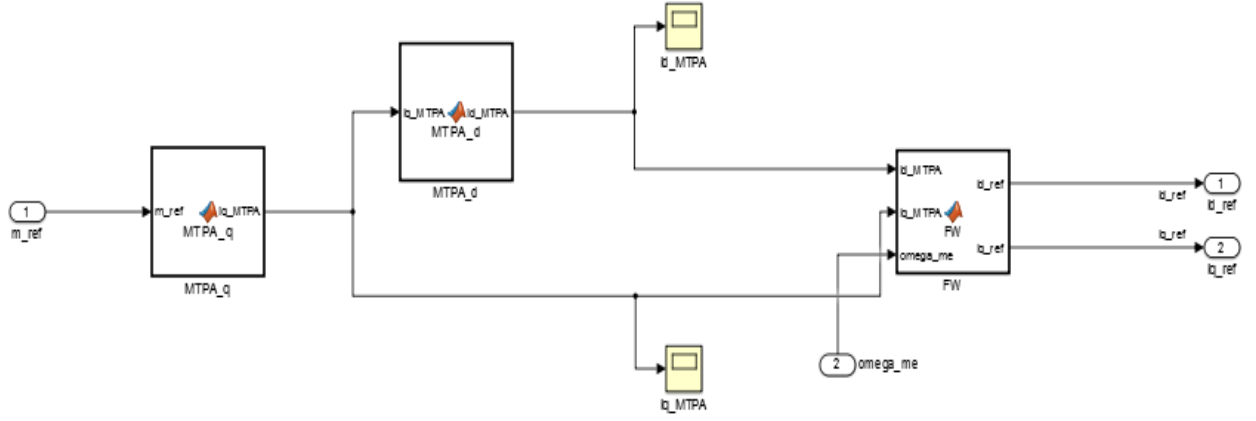 Id_MTPA
Iq_MTPA Id_MTPA
MTPA_d
MTPA_d
m_ref Iq_MTPA
MTPA_q
MTPA_q
1
m_ref
Id_MTPA
Iq_MTPA
omega_me
FW
Id_ref
Iq_ref
FW
Id_ref
1
Id_ref
Iq_ref
2
Iq_ref
2
omega_me
Iq_MTPA